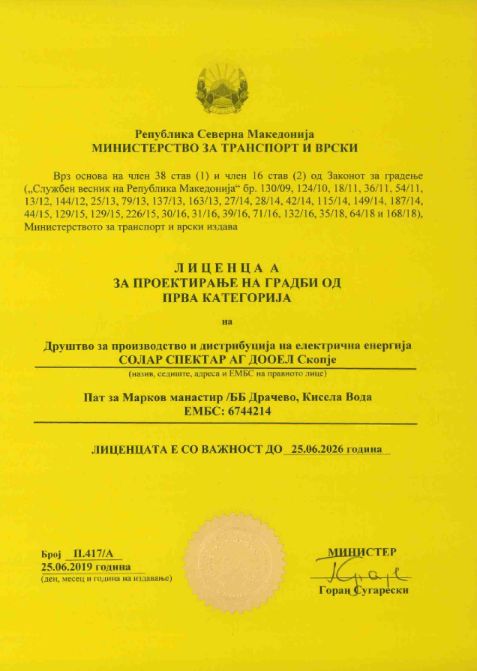 Република Северна Македонија
МИНИСТЕРСТВО ЗА ТРАНСПОРТ И ВРСКИ
Врз основа на член 38 став (1) и член 16 став (2) од Законот за градење
(„Службен весник на Република Македонија“ бр. 130/09, 124/10, 18/11, 36/11, 54/11,
13/12, 144/12, 25/13, 79/13, 137/13, 163/13, 27/14, 28/14, 42/14, 115/14, 149/14, 187/14,
44/15, 129/15, 129/15, 226/15, 30/16, 31/16, 39/16, 71/16, 132/16, 35/18, 64/18 и 168/18),
Министерството за транспорт и врски издава
Л И Ц Е Н Ц А А
ЗА ПРОЕКТИРАЊЕ НА ГРАДБИ ОД
ПРВА КАТЕГОРИЈА
на
Друштво за производство и дистрибуција на електрична енергија
СОЛАР СПЕКТАР АГ ДООЕЛ Скопје
(назив, седиште, адреса и ЕМБС на правното лице)
Пат за Марков манастир /ББ Драчево, Кисела Вода
ЕМБС: 6744214
ЛИЦЕНЦАТА Е СО ВАЖНОСТ ДО 25.06.2026 година
Број П.417/А
25.06.2019 година
(ден, месец и година на издавање)
МИНИСТЕР
Горан Сугарески